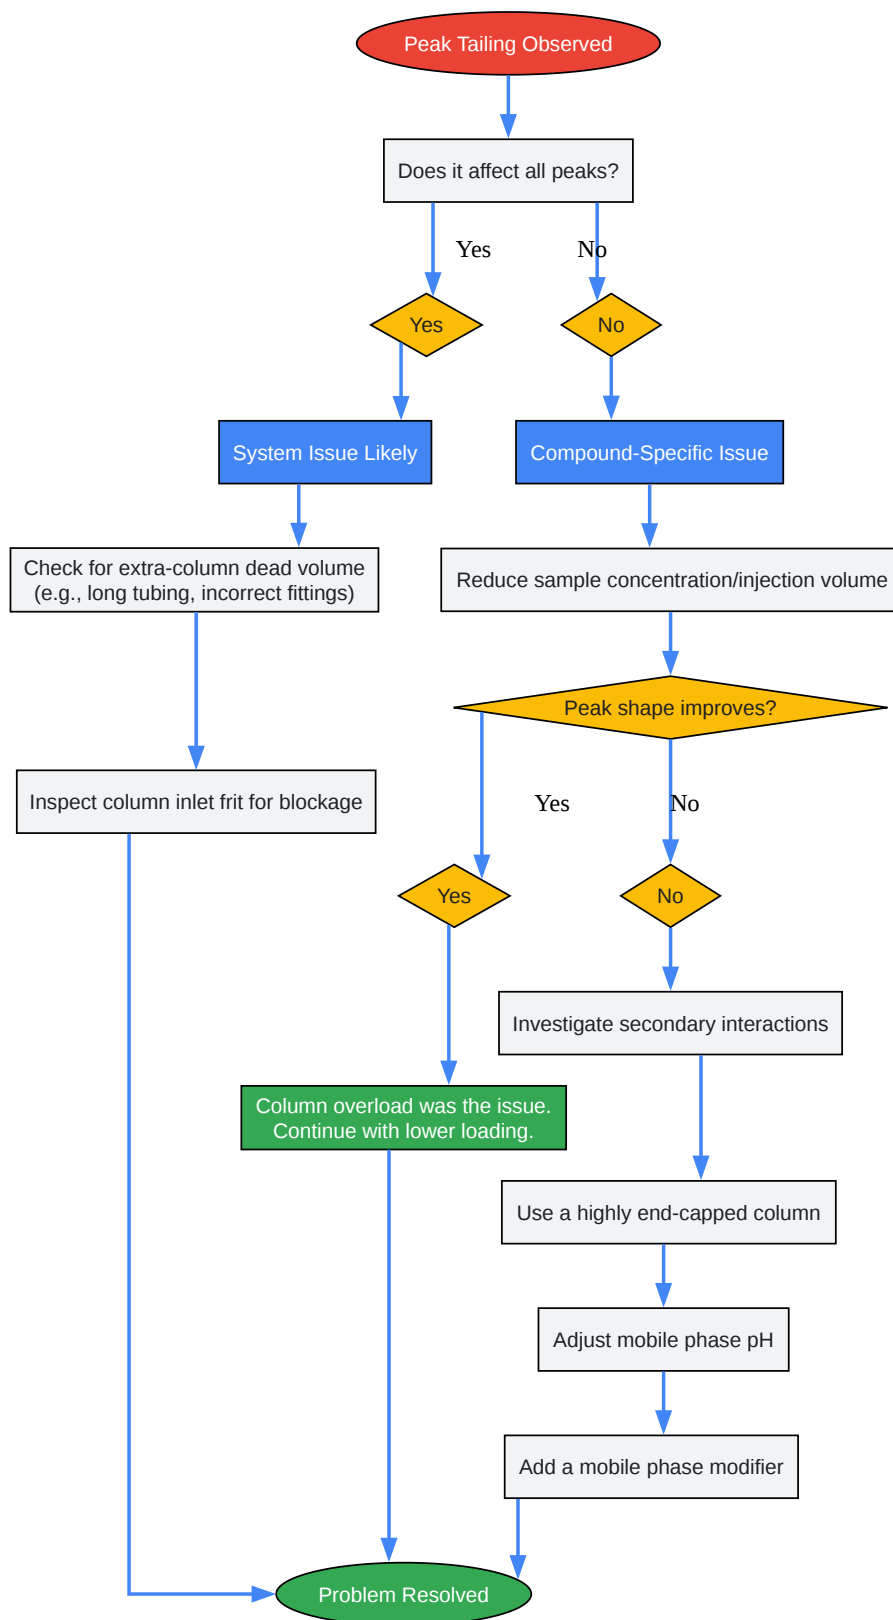 Peak Tailing Observed
Does it affect all peaks?
Yes
No
Yes
No
System Issue Likely
Compound-Specific Issue
Check for extra-column dead volume
(e.g., long tubing, incorrect fittings)
Reduce sample concentration/injection volume
Peak shape improves?
Inspect column inlet frit for blockage
Yes
No
Yes
No
Investigate secondary interactions
Column overload was the issue.
Continue with lower loading.
Use a highly end-capped column
Adjust mobile phase pH
Add a mobile phase modifier
Problem Resolved